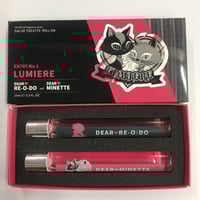 EAU DE TOILETTE ROLL ON
ENTRY No.1
LUMIERE
DEAR RE-O-DO
DEAR MINETTE
LUMIERE
DEAR RE-O-DO
DEAR MINETTE